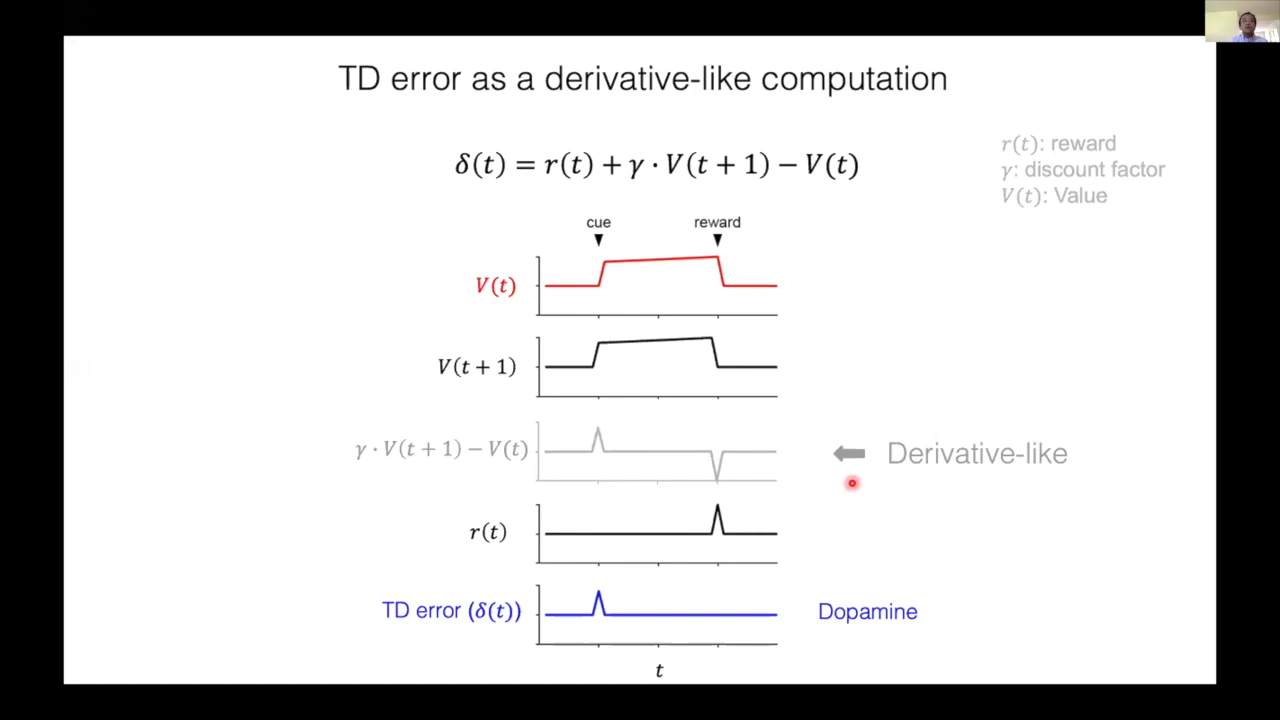 TD error as a derivative-like computation
δ(t) = r(t) + γ · V(t + 1) − V(t)
r(t): reward
γ: discount factor
V(t): Value
cue reward
V(t)
V(t + 1)
γ · V(t + 1) − V(t)
Derivative-like
r(t)
TD error (δ(t))
Dopamine
t